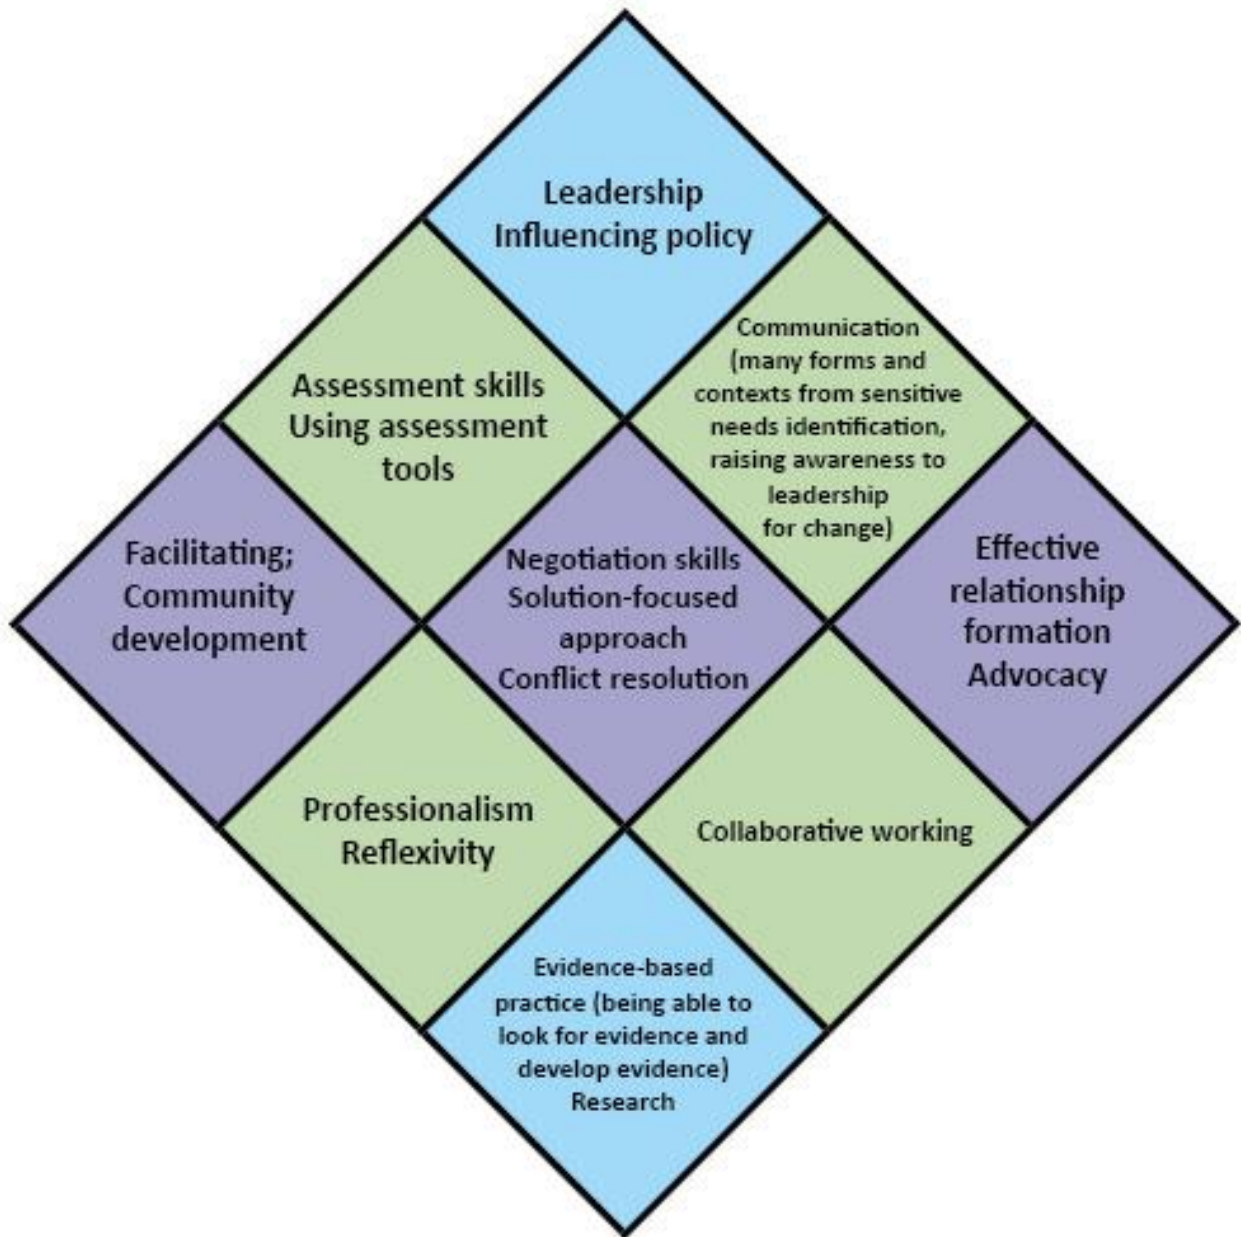 Leadership
Influencing policy
Assessment skills
Using assessment
tools
Communication
(many forms and
contexts from sensitive
needs identification,
raising awareness to
leadership
for change)
Facilitating;
Community
development
Negotiation skills
Solution-focused
approach
Conflict resolution
Effective
relationship
formation
Advocacy
Professionalism
Reflexivity
Collaborative working
Evidence-based
practice (being able to
look for evidence and
develop evidence)
Research